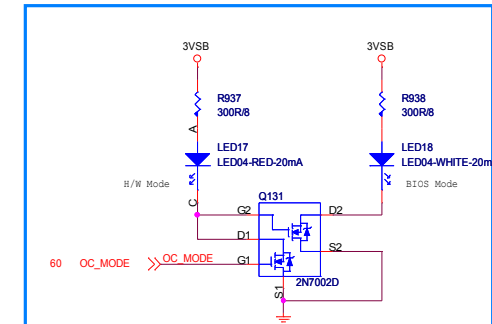 3VSB
3VSB
R937
300R/8
R938
300R/8
A
LED17
LED04-RED-20mA
LED18
LED04-WHITE-20m
H/W Mode
BIOS Mode
C
Q131
G2
D2
D1
S2
60 OC_MODE
OC_MODE
G1
2N7002D
S1